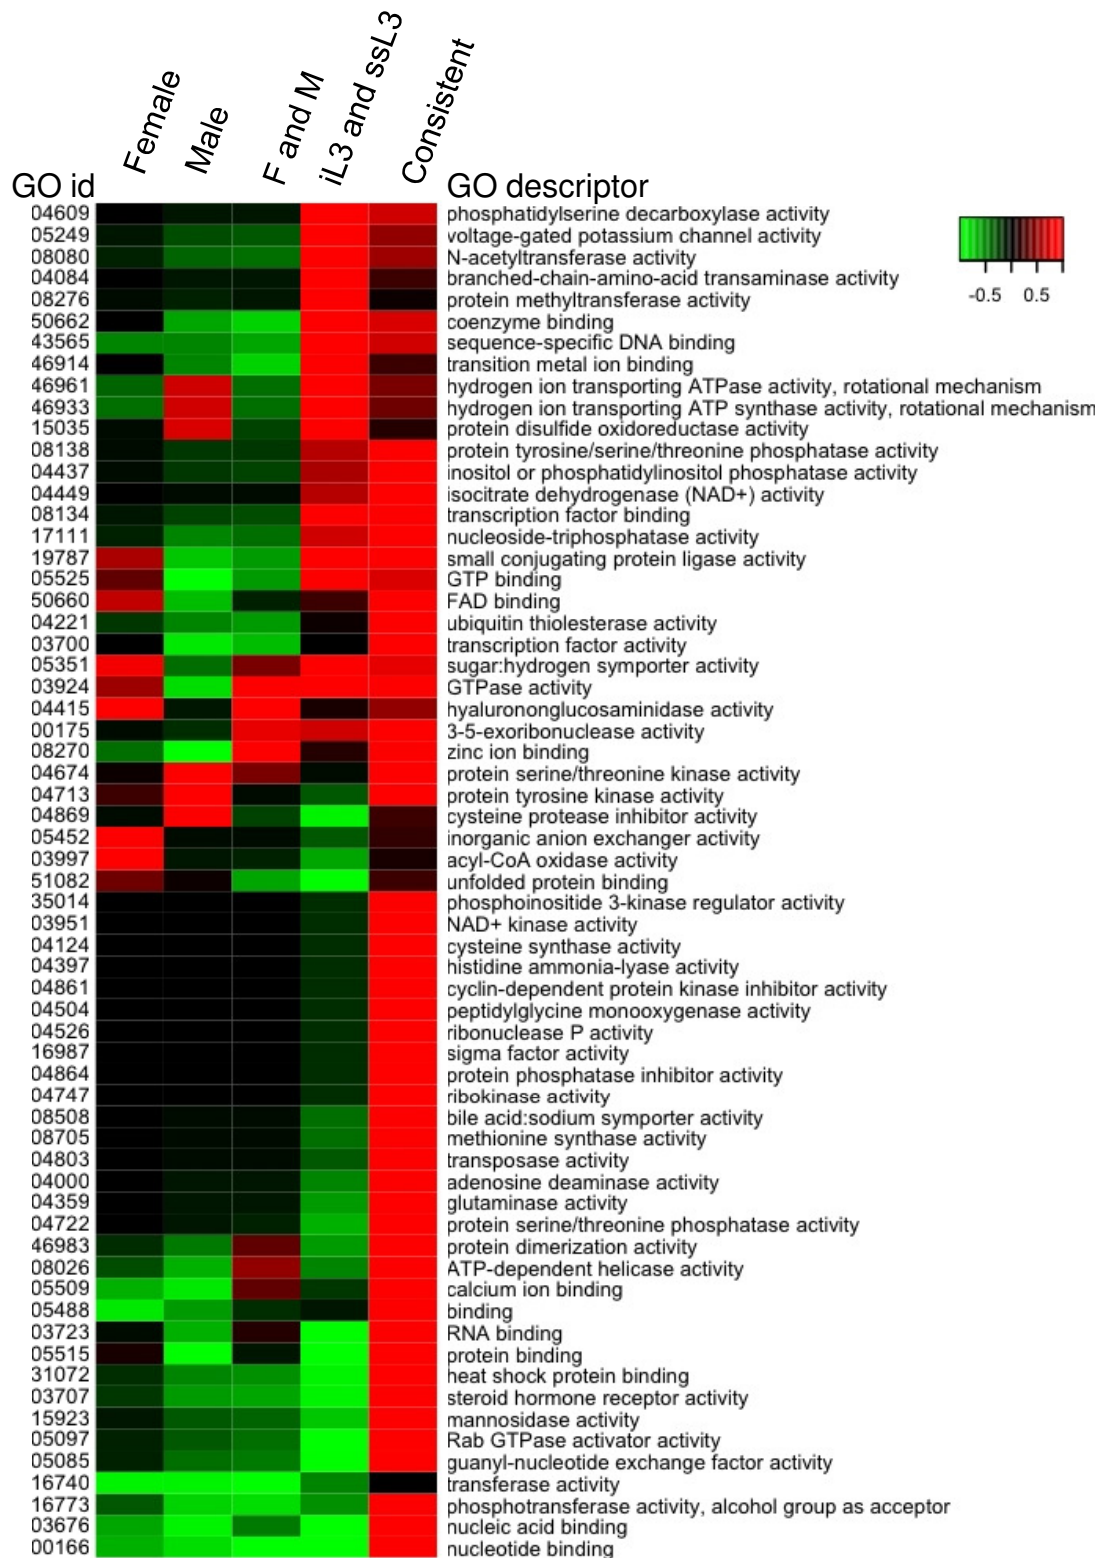 Female
Male
F and M
iL3 and ssL3
Consistent
GO id GO descriptor
04609 phosphatidylserine decarboxylase activity
05249 voltage-gated potassium channel activity
08080 N-acetyltransferase activity
04084 branched-chain-amino-acid transaminase activity
08276 protein methyltransferase activity
-0.5 0.5
50662 coenzyme binding
43565 sequence-specific DNA binding
46914 transition metal ion binding
46961 hydrogen ion transporting ATPase activity, rotational mechanism
46933 hydrogen ion transporting ATP synthase activity, rotational mechanism
15035 protein disulfide oxidoreductase activity
08138 protein tyrosine/serine/threonine phosphatase activity
04437 inositol or phosphatidylinositol phosphatase activity
04449 isocitrate dehydrogenase (NAD+) activity
08134 transcription factor binding
17111 nucleoside-triphosphatase activity
19787 small conjugating protein ligase activity
05525 GTP binding
50660 FAD binding
04221 ubiquitin thiolesterase activity
03700 transcription factor activity
05351 sugar:hydrogen symporter activity
03924 GTPase activity
04415 hyalurononglucosaminidase activity
00175 3-5-exoribonuclease activity
08270 zinc ion binding
04674 protein serine/threonine kinase activity
04713 protein tyrosine kinase activity
04869 cysteine protease inhibitor activity
05452 inorganic anion exchanger activity
03997 acyl-CoA oxidase activity
51082 unfolded protein binding
35014 phosphoinositide 3-kinase regulator activity
03951 NAD+ kinase activity
04124 cysteine synthase activity
04397 histidine ammonia-lyase activity
04861 cyclin-dependent protein kinase inhibitor activity
04504 peptidylglycine monooxygenase activity
04526 ribonuclease P activity
16987 sigma factor activity
04864 protein phosphatase inhibitor activity
04747 ribokinase activity
08508 bile acid:sodium symporter activity
08705 methionine synthase activity
04803 transposase activity
04000 adenosine deaminase activity
04359 glutaminase activity
04722 protein serine/threonine phosphatase activity
46983 protein dimerization activity
08026 ATP-dependent helicase activity
05509 calcium ion binding
05488 binding
03723 RNA binding
05515 protein binding
31072 heat shock protein binding
03707 steroid hormone receptor activity
15923 mannosidase activity
05097 Rab GTPase activator activity
05085 guanyl-nucleotide exchange factor activity
16740 transferase activity
16773 phosphotransferase activity, alcohol group as acceptor
03676 nucleic acid binding
00166 nucleotide binding